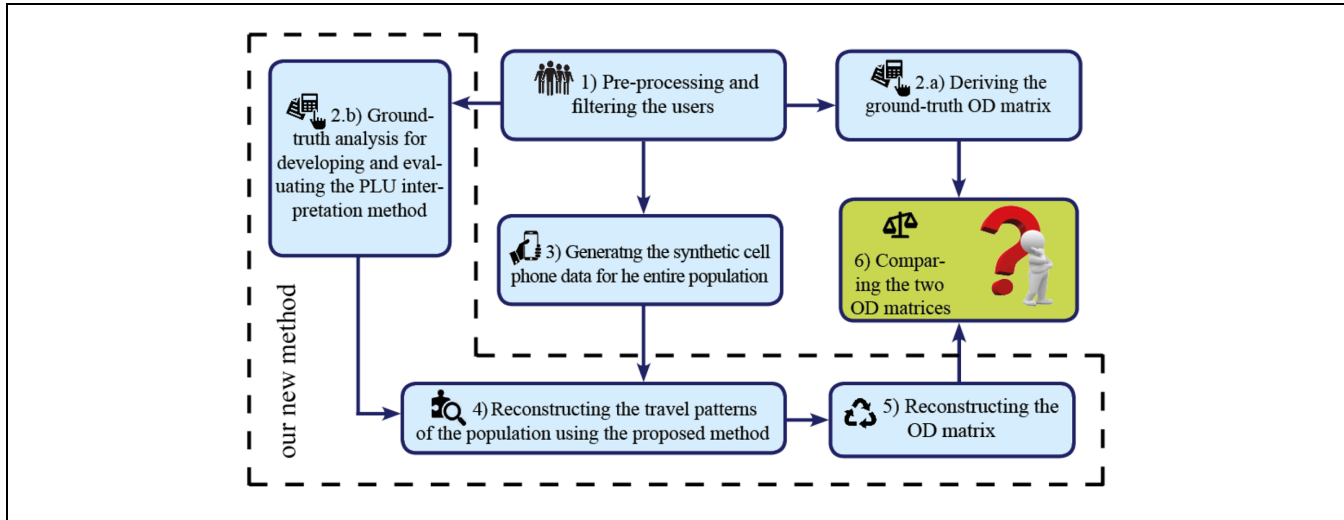 1) Pre-processing and
filtering the users
2.a) Deriving the
ground-truth OD matrix
2.b) Ground-
truth analysis for
developing and eval-
uating the PLU inter-
pretation method
3) Generatng the synthetic cell
phone data for he entire population
6) Compar-
ing the two
OD matrices
our new method
4) Reconstructing the travel patterns
of the population using the proposed method
5) Reconstructing the
OD matrix